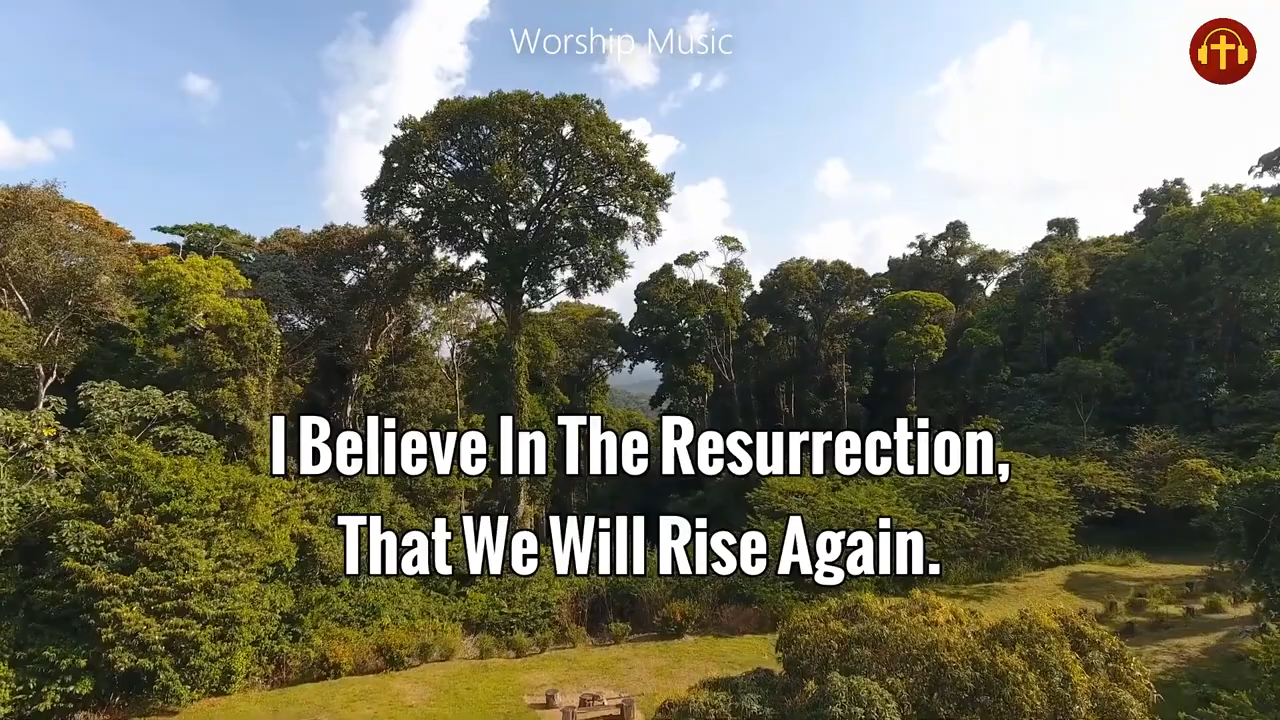 Worship Music
I Believe In The Resurrection,
That We Will Rise Again.